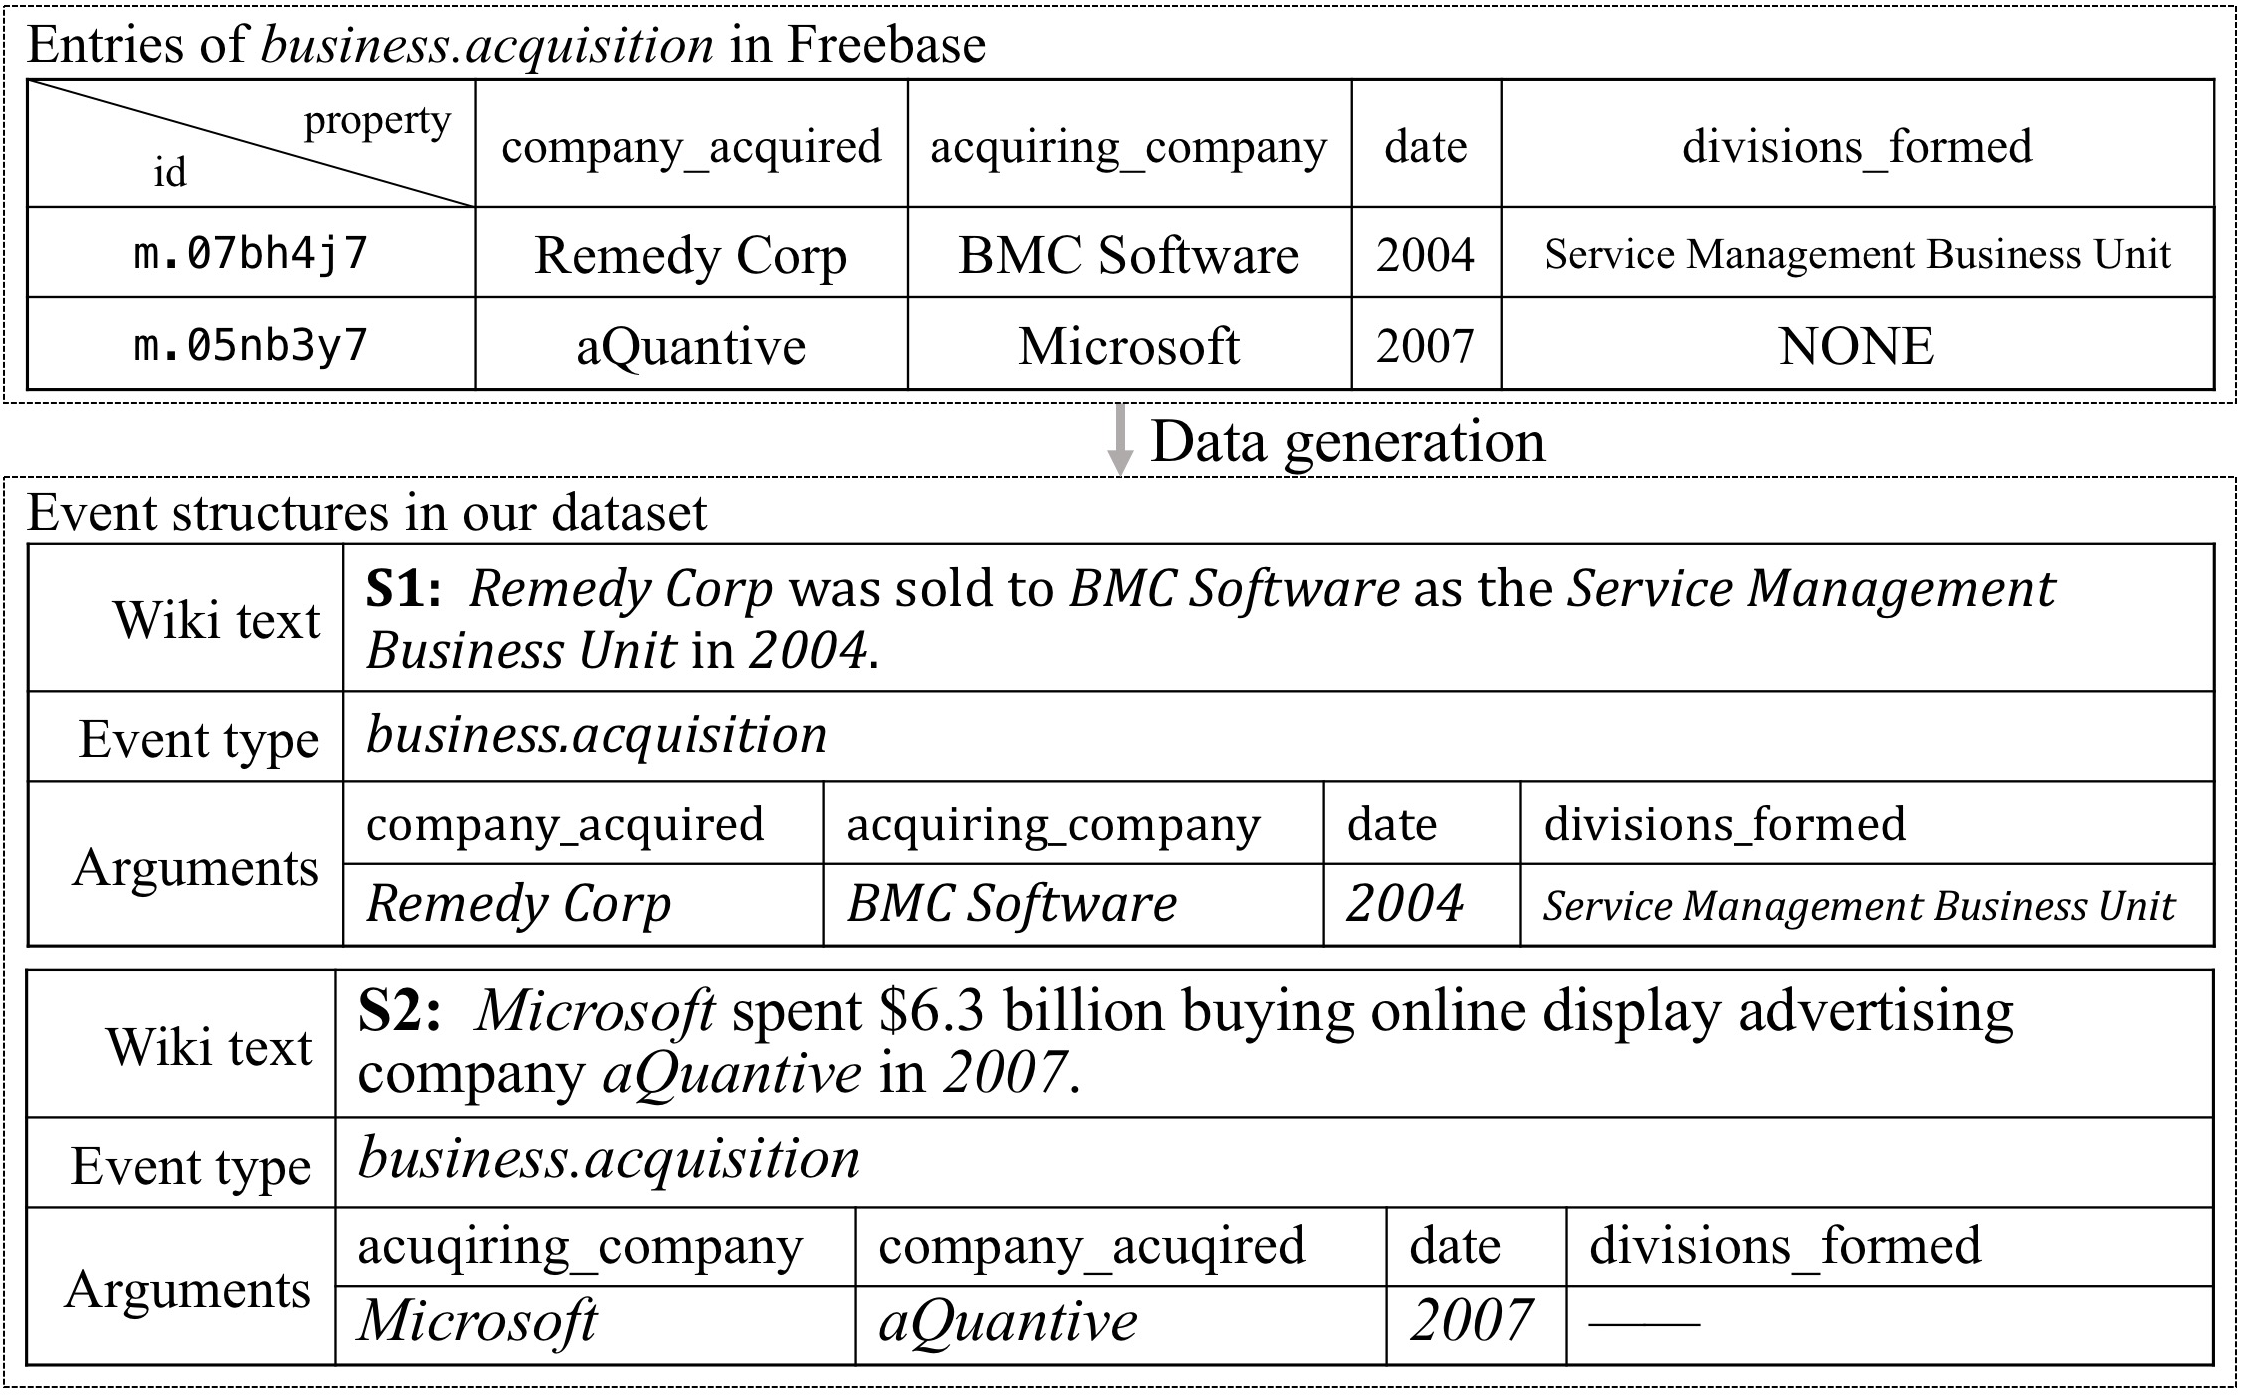 Entries of business.acquisition in Freebase
property
id
company_acquired acquiring_company date divisions_formed
m.07bh4j7 Remedy Corp BMC Software 2004 Service Management Business Unit
m.05nb3y7 aQuantive Microsoft 2007 NONE
Data generation
Event structures in our dataset
Wiki text
S1: Remedy Corp was sold to BMC Software as the Service Management
Business Unit in 2004.
Event type business.acquisition
Arguments
company_acquired acquiring_company date divisions_formed
Remedy Corp BMC Software 2004 Service Management Business Unit
Wiki text
S2: Microsoft spent $6.3 billion buying online display advertising
company aQuantive in 2007.
Event type business.acquisition
Arguments
acuqiring_company company_acuqired date divisions_formed
Microsoft aQuantive 2007 ——